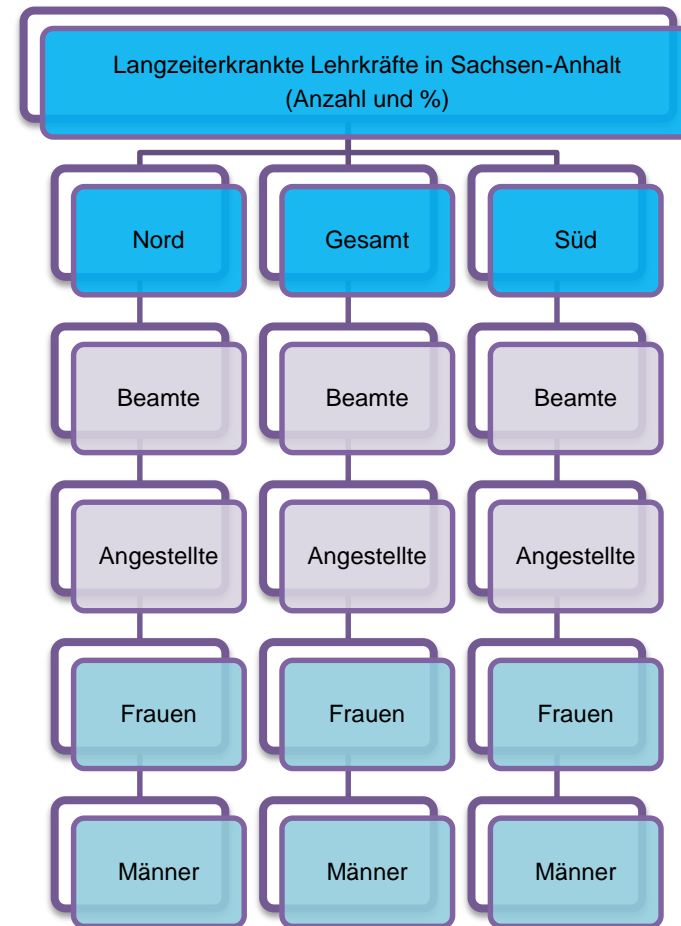 Langzeiterkrankte Lehrkräfte in Sachsen-Anhalt
(Anzahl und %)
Nord
Gesamt
Süd
Beamte
Beamte
Beamte
Angestellte
Angestellte
Angestellte
Frauen
Frauen
Frauen
Männer
Männer
Männer